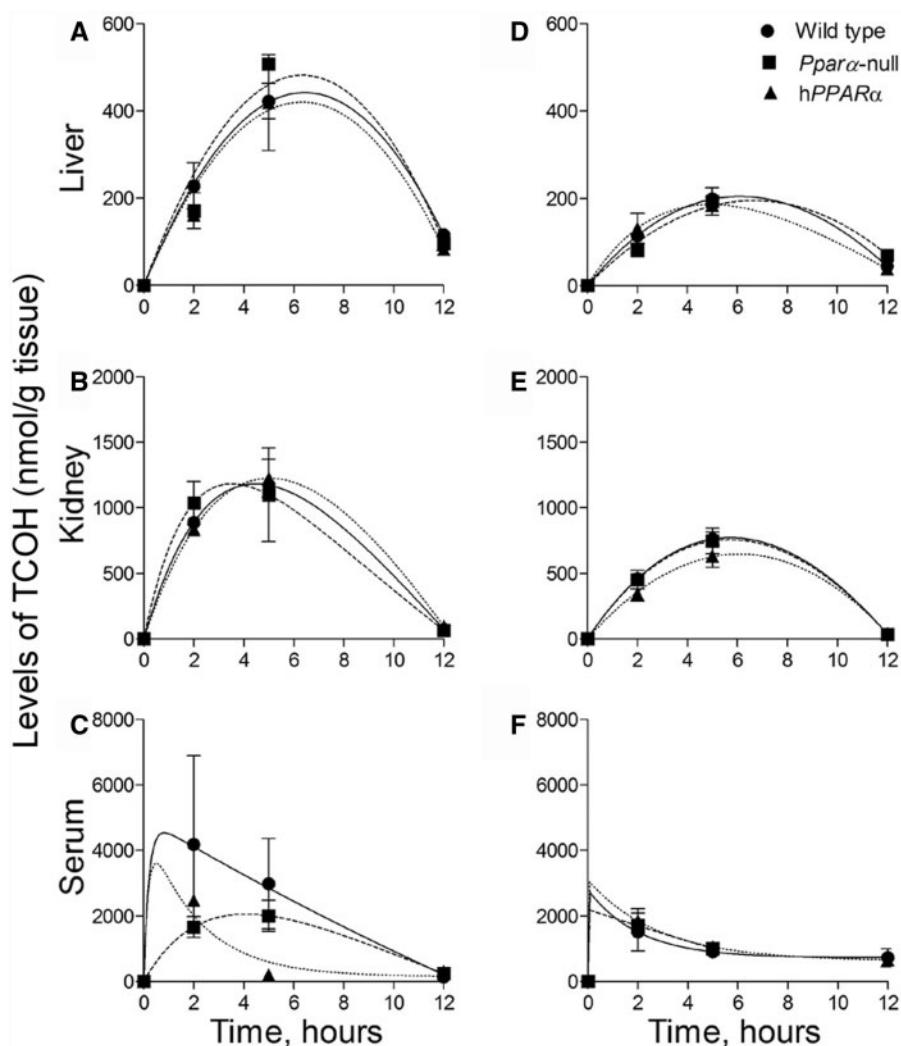 A
600
400
200
0
Liver
0 2 4 6 8 10 12
D
600
400
200
0
0 2 4 6 8 10 12
Wild type
Pparα-null
hPPARα
B
2000
1500
1000
500
0
Kidney
0 2 4 6 8 10 12
E
2000
1500
1000
500
0
0 2 4 6 8 10 12
C
8000
6000
4000
2000
0
Serum
0 2 4 6 8 10 12
Time, hours
F
8000
6000
4000
2000
0
0 2 4 6 8 10 12
Time, hours
Levels of TCOH (nmol/g tissue)